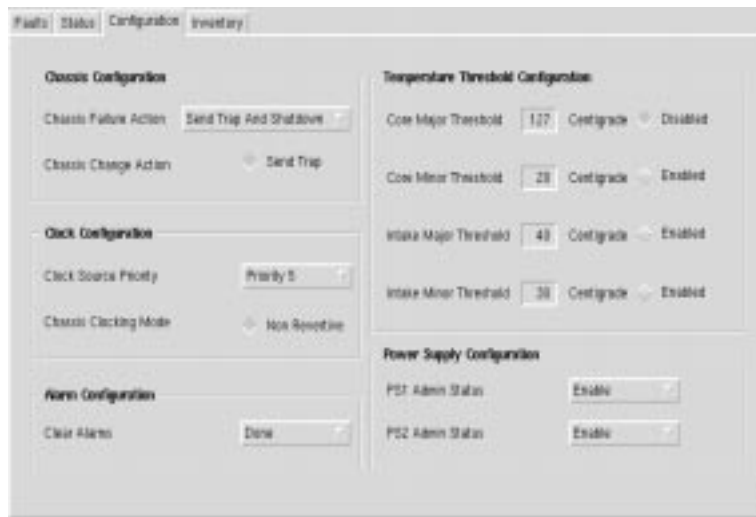 Faults Status Configuration Inventory
Chassis Configuration
Chassis Failure Action Send Trap And Shutdown
Chassis Change Action Send Trap
Clock Configuration
Clock Source Priority Priority 5
Chassis Clocking Mode Non Revertive
Alarm Configuration
Clear Alarms Done
Temperature Threshold Configuration
Core Major Threshold 127 Centigrade Disabled
Core Minor Threshold 28 Centigrade Enabled
Intake Major Threshold 40 Centigrade Enabled
Intake Minor Threshold Centigrade Enabled
Power Supply Configuration
PS1 Admin Status Enable
PS2 Admin Status Enable